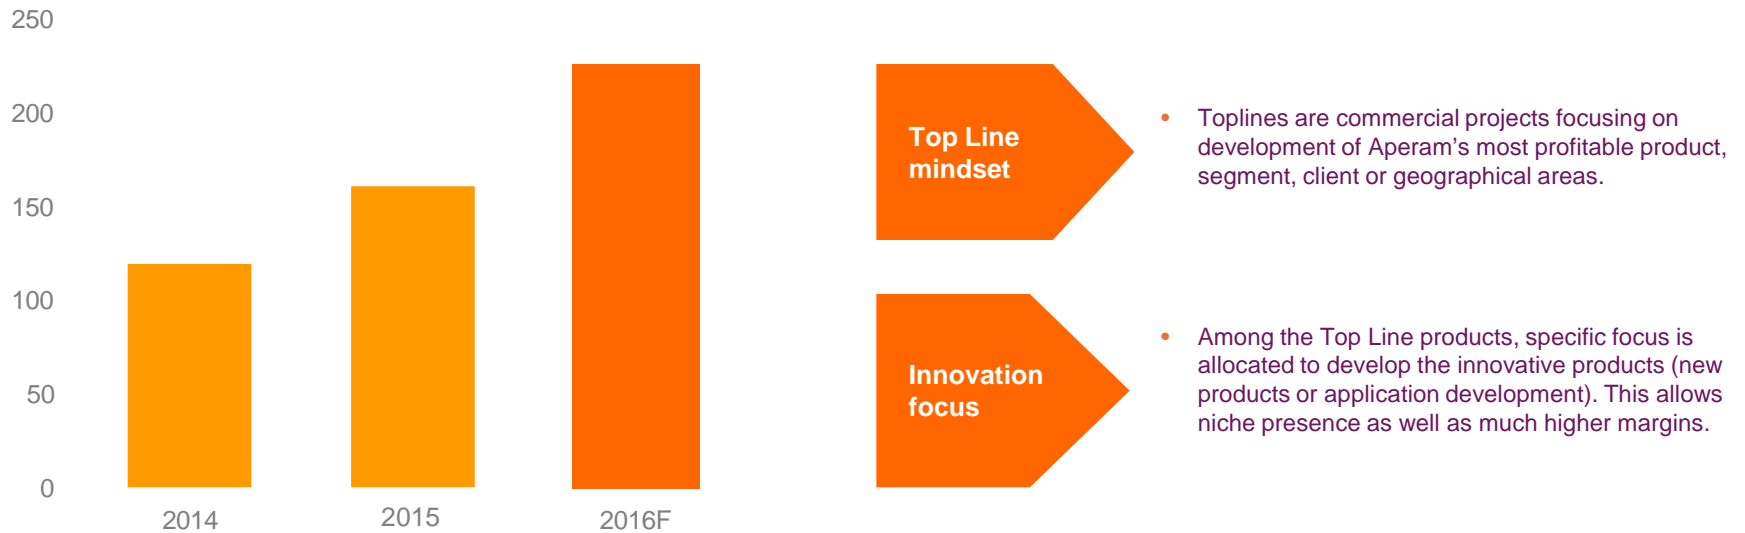 250
200
150
100
50
0
2014
2015
2016F
Top Line
mindset
• Toplines are commercial projects focusing on
development of Aperam’s most profitable product,
segment, client or geographical areas.
Innovation
focus
• Among the Top Line products, specific focus is
allocated to develop the innovative products (new
products or application development). This allows
niche presence as well as much higher margins.